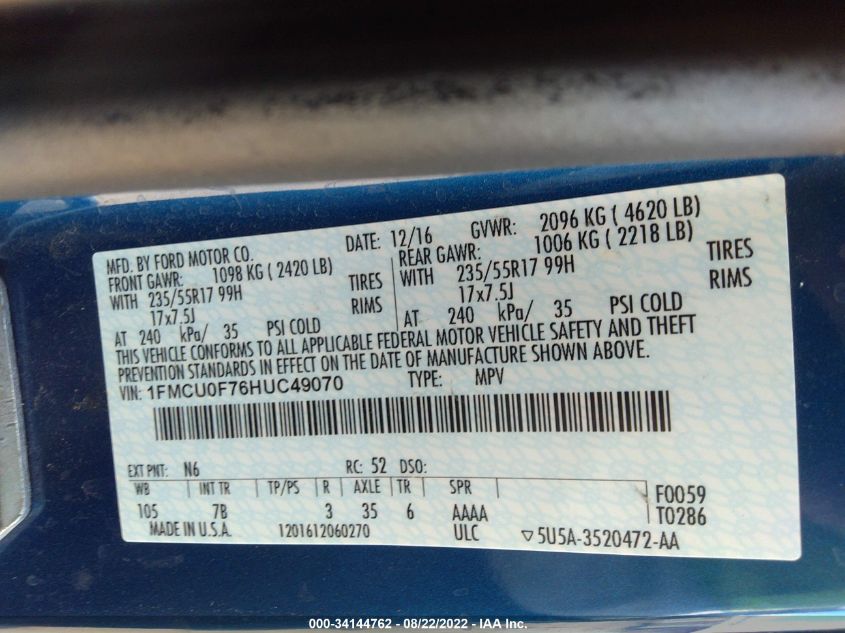 MFD. BY FORD MOTOR CO. DATE: 12/16 GVWR: 2096 KG ( 4620 LB)
FRONT GAWR: 1098 KG ( 2420 LB) REAR GAWR: 1006 KG ( 2218 LB)
WITH 235/55R17 99H TIRES WITH 235/55R17 99H TIRES
17x7.5J RIMS 17x7.5J RIMS
AT 240 kPa/ 35 PSI COLD AT 240 kPa/ 35 PSI COLD
THIS VEHICLE CONFORMS TO ALL APPLICABLE FEDERAL MOTOR VEHICLE SAFETY AND THEFT
PREVENTION STANDARDS IN EFFECT ON THE DATE OF MANUFACTURE SHOWN ABOVE.
VIN: 1FMCU0F76HUC49070 TYPE: MPV
EXT PNT: N6 RC: 52 DSO:
WB INT TR TP/PS R AXLE TR SPR F0059
105 7B 3 35 6 AAAA T0286
MADE IN U.S.A. 1201612060270 ULC ▽5U5A-3520472-AA
000-34144762 - 08/22/2022 - IAA Inc.